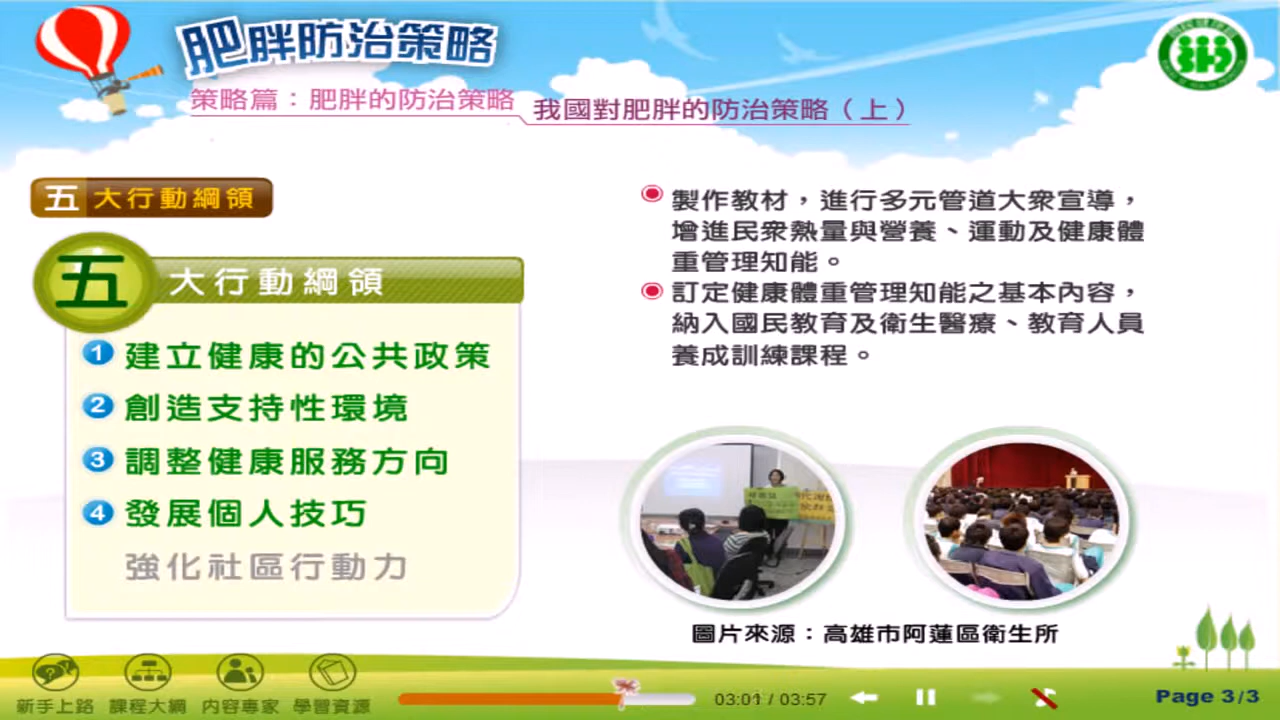 肥胖防治策略
策略篇：肥胖的防治策略
我國對肥胖的防治策略（上）
五大行動綱領
五大行動綱領
1 建立健康的公共政策
2 創造支持性環境
3 調整健康服務方向
4 發展個人技巧
強化社區行動力
製作教材，進行多元管道大眾宣導，
增進民眾熱量與營養、運動及健康體
重管理知能。
訂定健康體重管理知能之基本內容，
納入國民教育及衛生醫療、教育人員
養成訓練課程。
圖片來源：高雄市阿蓮區衛生所
新手上路 課程大綱 內容專家 學習資源
03:01 / 03:57
Page 3/3